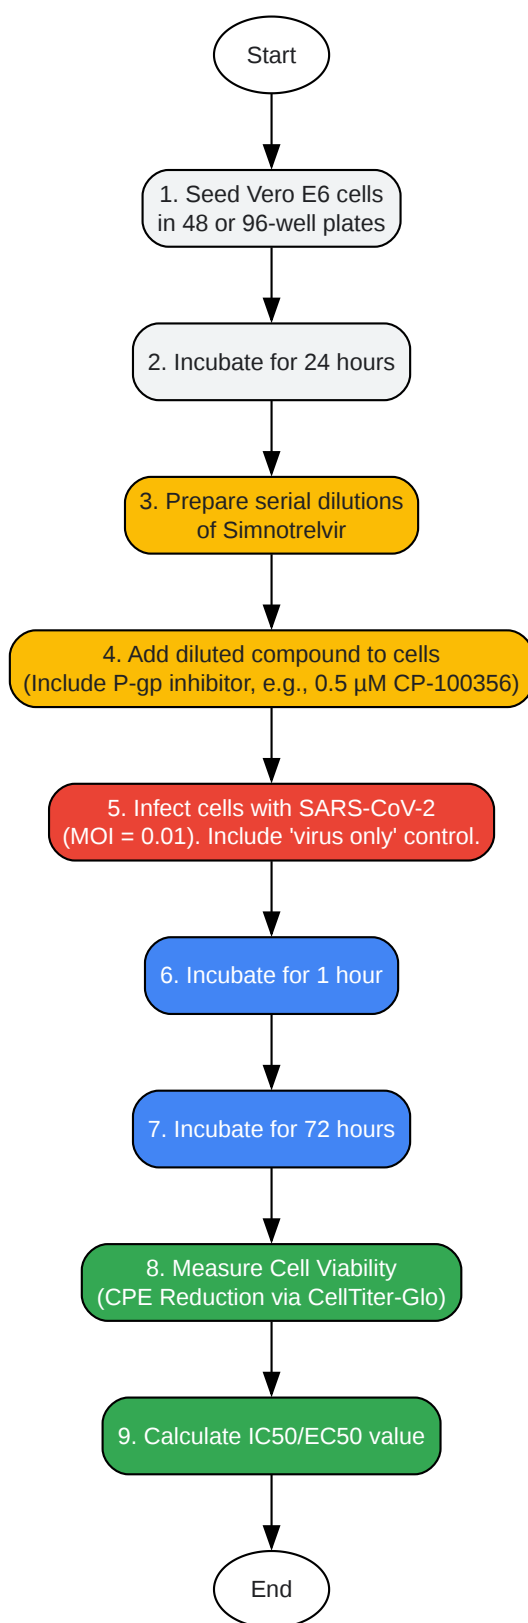 Start
1. Seed Vero E6 cells
in 48 or 96-well plates
2. Incubate for 24 hours
3. Prepare serial dilutions
of Simnotrelvir
4. Add diluted compound to cells
(Include P-gp inhibitor, e.g., 0.5 µM CP-100356)
5. Infect cells with SARS-CoV-2
(MOI = 0.01). Include 'virus only' control.
6. Incubate for 1 hour
7. Incubate for 72 hours
8. Measure Cell Viability
(CPE Reduction via CellTiter-Glo)
9. Calculate IC50/EC50 value
End